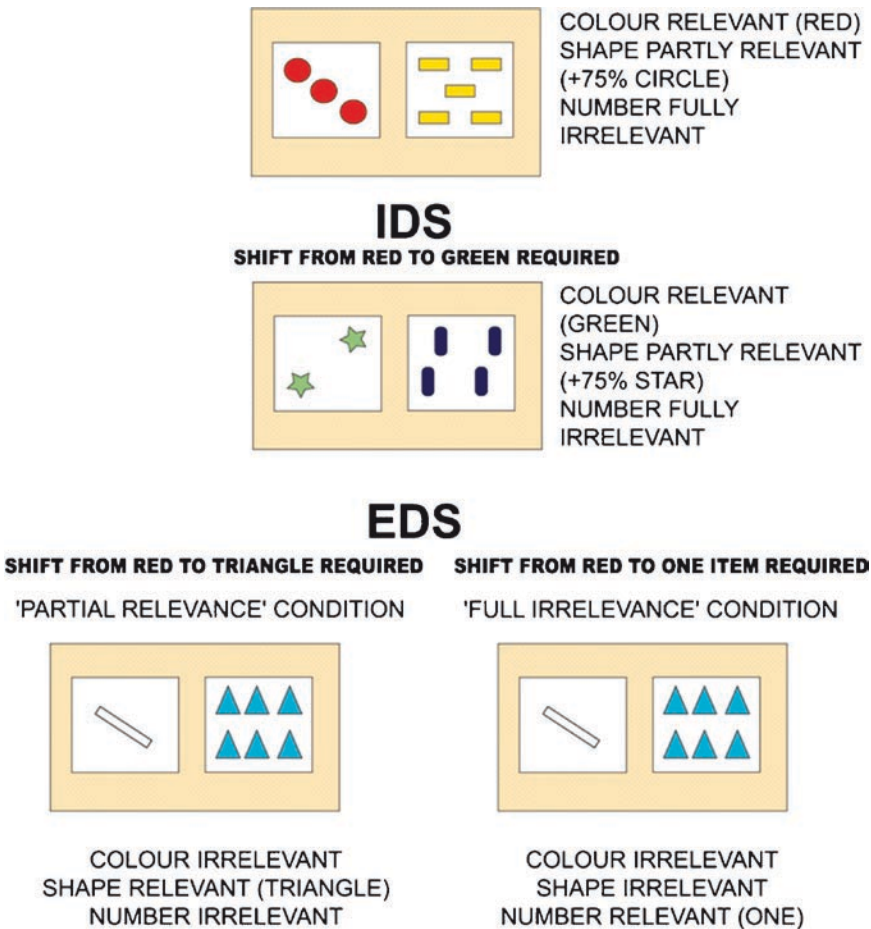 COLOUR RELEVANT (RED)
SHAPE PARTLY RELEVANT
(+75% CIRCLE)
NUMBER FULLY
IRRELEVANT
IDS
SHIFT FROM RED TO GREEN REQUIRED
COLOUR RELEVANT
(GREEN)
SHAPE PARTLY RELEVANT
(+75% STAR)
NUMBER FULLY
IRRELEVANT
EDS
SHIFT FROM RED TO TRIANGLE REQUIRED
'PARTIAL RELEVANCE' CONDITION
COLOUR IRRELEVANT
SHAPE RELEVANT (TRIANGLE)
NUMBER IRRELEVANT
SHIFT FROM RED TO ONE ITEM REQUIRED
'FULL IRRELEVANCE' CONDITION
COLOUR IRRELEVANT
SHAPE IRRELEVANT
NUMBER RELEVANT (ONE)